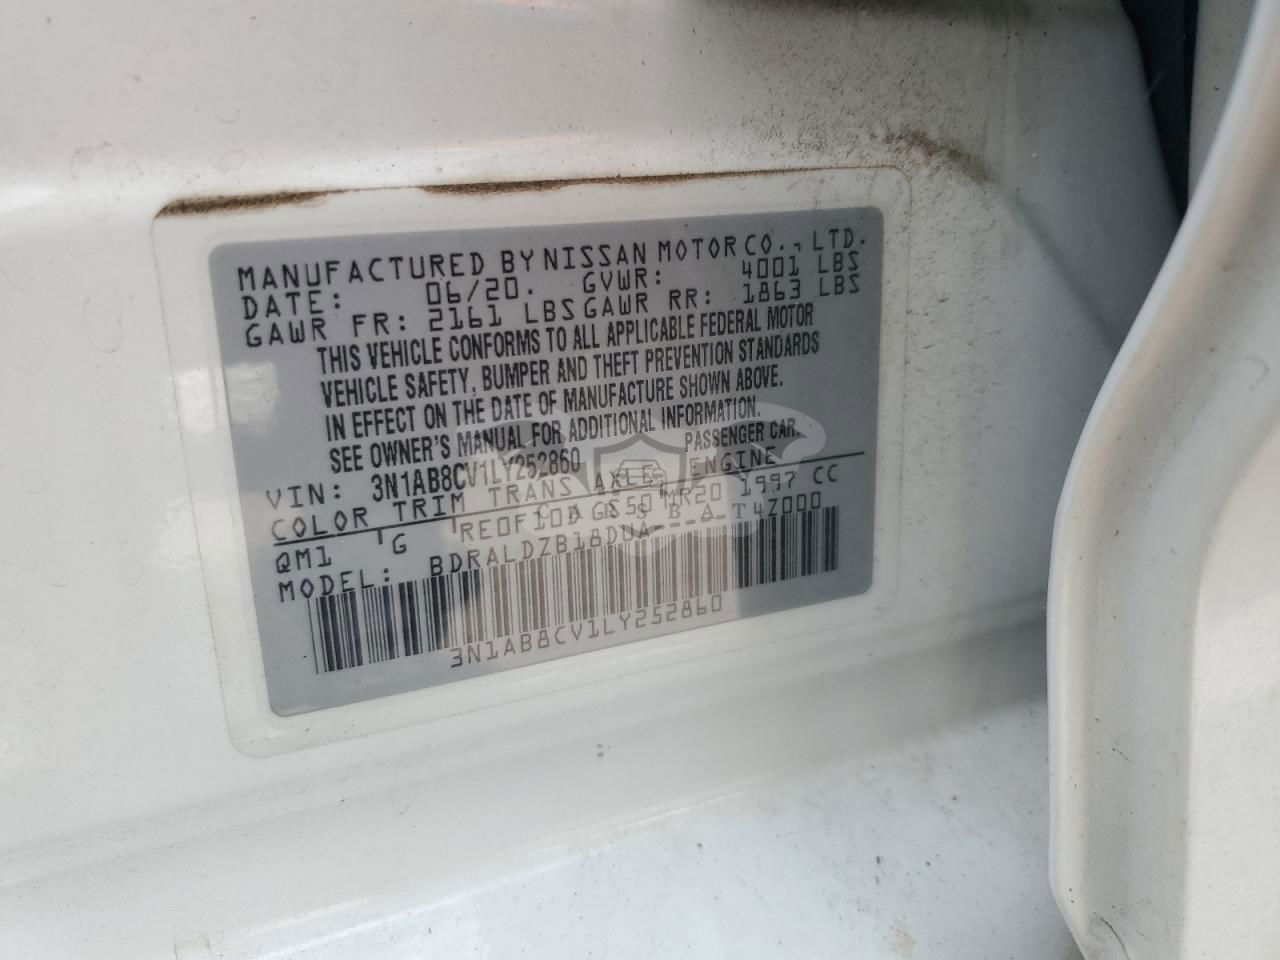 MANUFACTURED BY NISSAN MOTOR CO., LTD.
DATE: 06/20. GVWR: 4001 LBS
GAWR FR: 2161 LBS GAWR RR: 1863 LBS
THIS VEHICLE CONFORMS TO ALL APPLICABLE FEDERAL MOTOR
VEHICLE SAFETY, BUMPER AND THEFT PREVENTION STANDARDS
IN EFFECT ON THE DATE OF MANUFACTURE SHOWN ABOVE.
SEE OWNER'S MANUAL FOR ADDITIONAL INFORMATION.
VIN: 3N1AB8CV1LY252860 PASSENGER CAR.
COLOR TRIM TRANS AXLE ENGINE
QM1 G RE0F10D GS50 MR20 1997 CC
MODEL: BDRALDZB18DUA---A-T4Z000
3N1AB8CV1LY252860